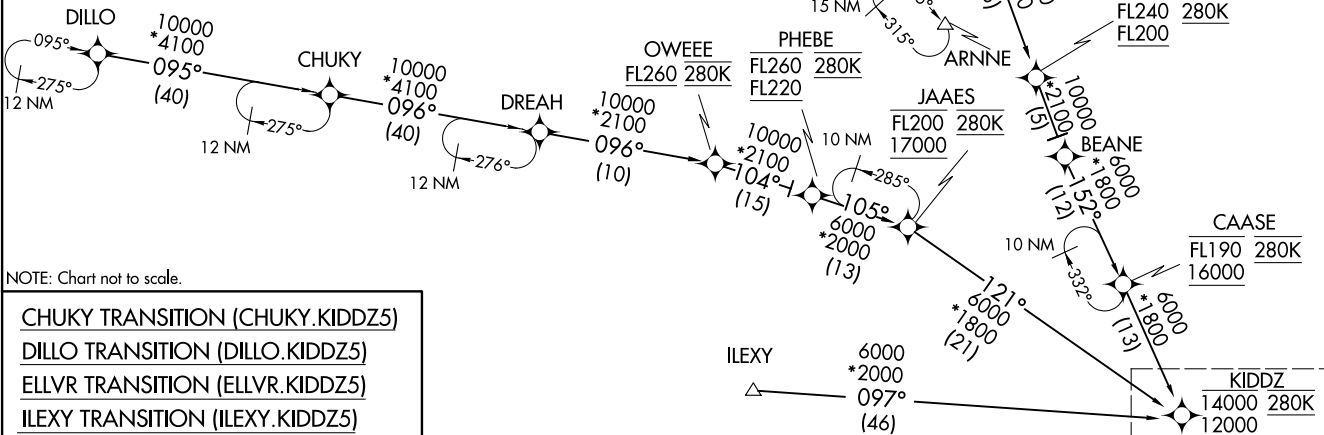 DILLO
10000
*4100
095°
(40)
095°
275°
12 NM
CHUKY
10000
*4100
096°
(40)
275°
12 NM
DREAH
10000
*2100
096°
(10)
276°
12 NM
OWEEE
FL260 280K
10000
*2100
104°
(15)
PHEBE
FL260 280K
FL220
105°
6000
*2000
(13)
10 NM
285°
JAAES
FL200 280K
17000
121°
6000
*1800
(21)
15 NM
315°
ARNNE
FL240 280K
FL200
10000
*2100
(5)
BEANE
6000
*1800
152°
(12)
10 NM
332°
CAASE
FL190 280K
16000
6000
*1800
(13)
ILEXY
6000
*2000
097°
(46)
KIDDZ
14000 280K
12000
NOTE: Chart not to scale.
CHUKY TRANSITION (CHUKY.KIDDZ5)
DILLO TRANSITION (DILLO.KIDDZ5)
ELLVR TRANSITION (ELLVR.KIDDZ5)
ILEXY TRANSITION (ILEXY.KIDDZ5)